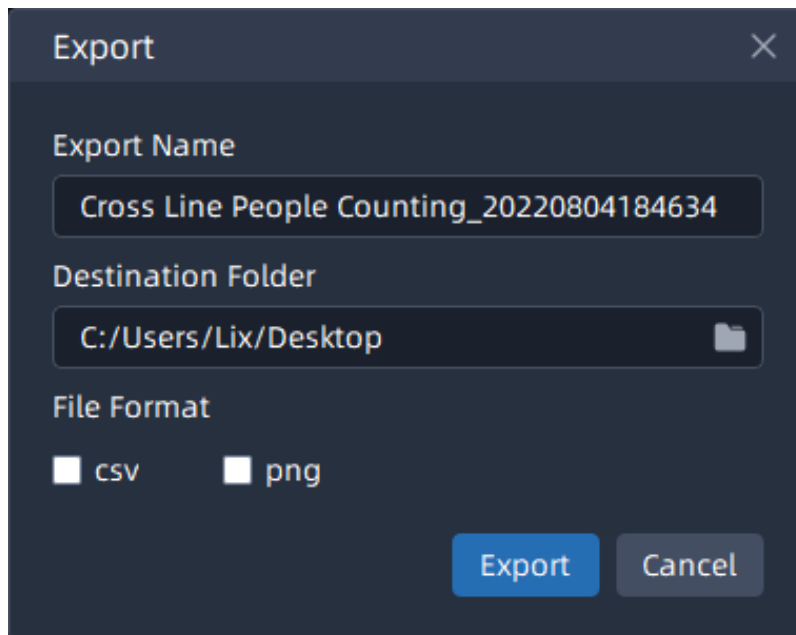 Export
Export Name
Cross Line People Counting_20220804184634
Destination Folder
C:/Users/Lix/Desktop
File Format
csv png
Export Cancel